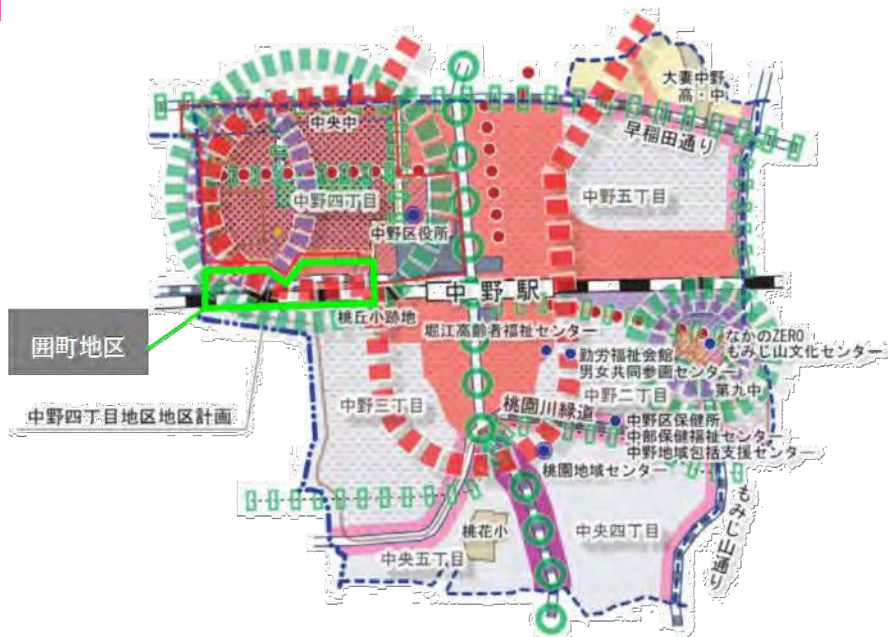 大妻中野
高・中
早稲田通り
中央中
中野四丁目
中野五丁目
中野区役所
中野駅
囲町地区
桃丘小跡地
堀江高齢者福祉センター
なかのZERO
もみじ山文化センター
勤労福祉会館
男女共同参画センター
第九中
中野二丁目
中野三丁目
桃園川緑道
中野四丁目地区地区計画
中野区保健所
中部保健福祉センター
中野地域包括支援センター
桃園地域センター
もみじ山通り
桃花小
中央四丁目
中央五丁目